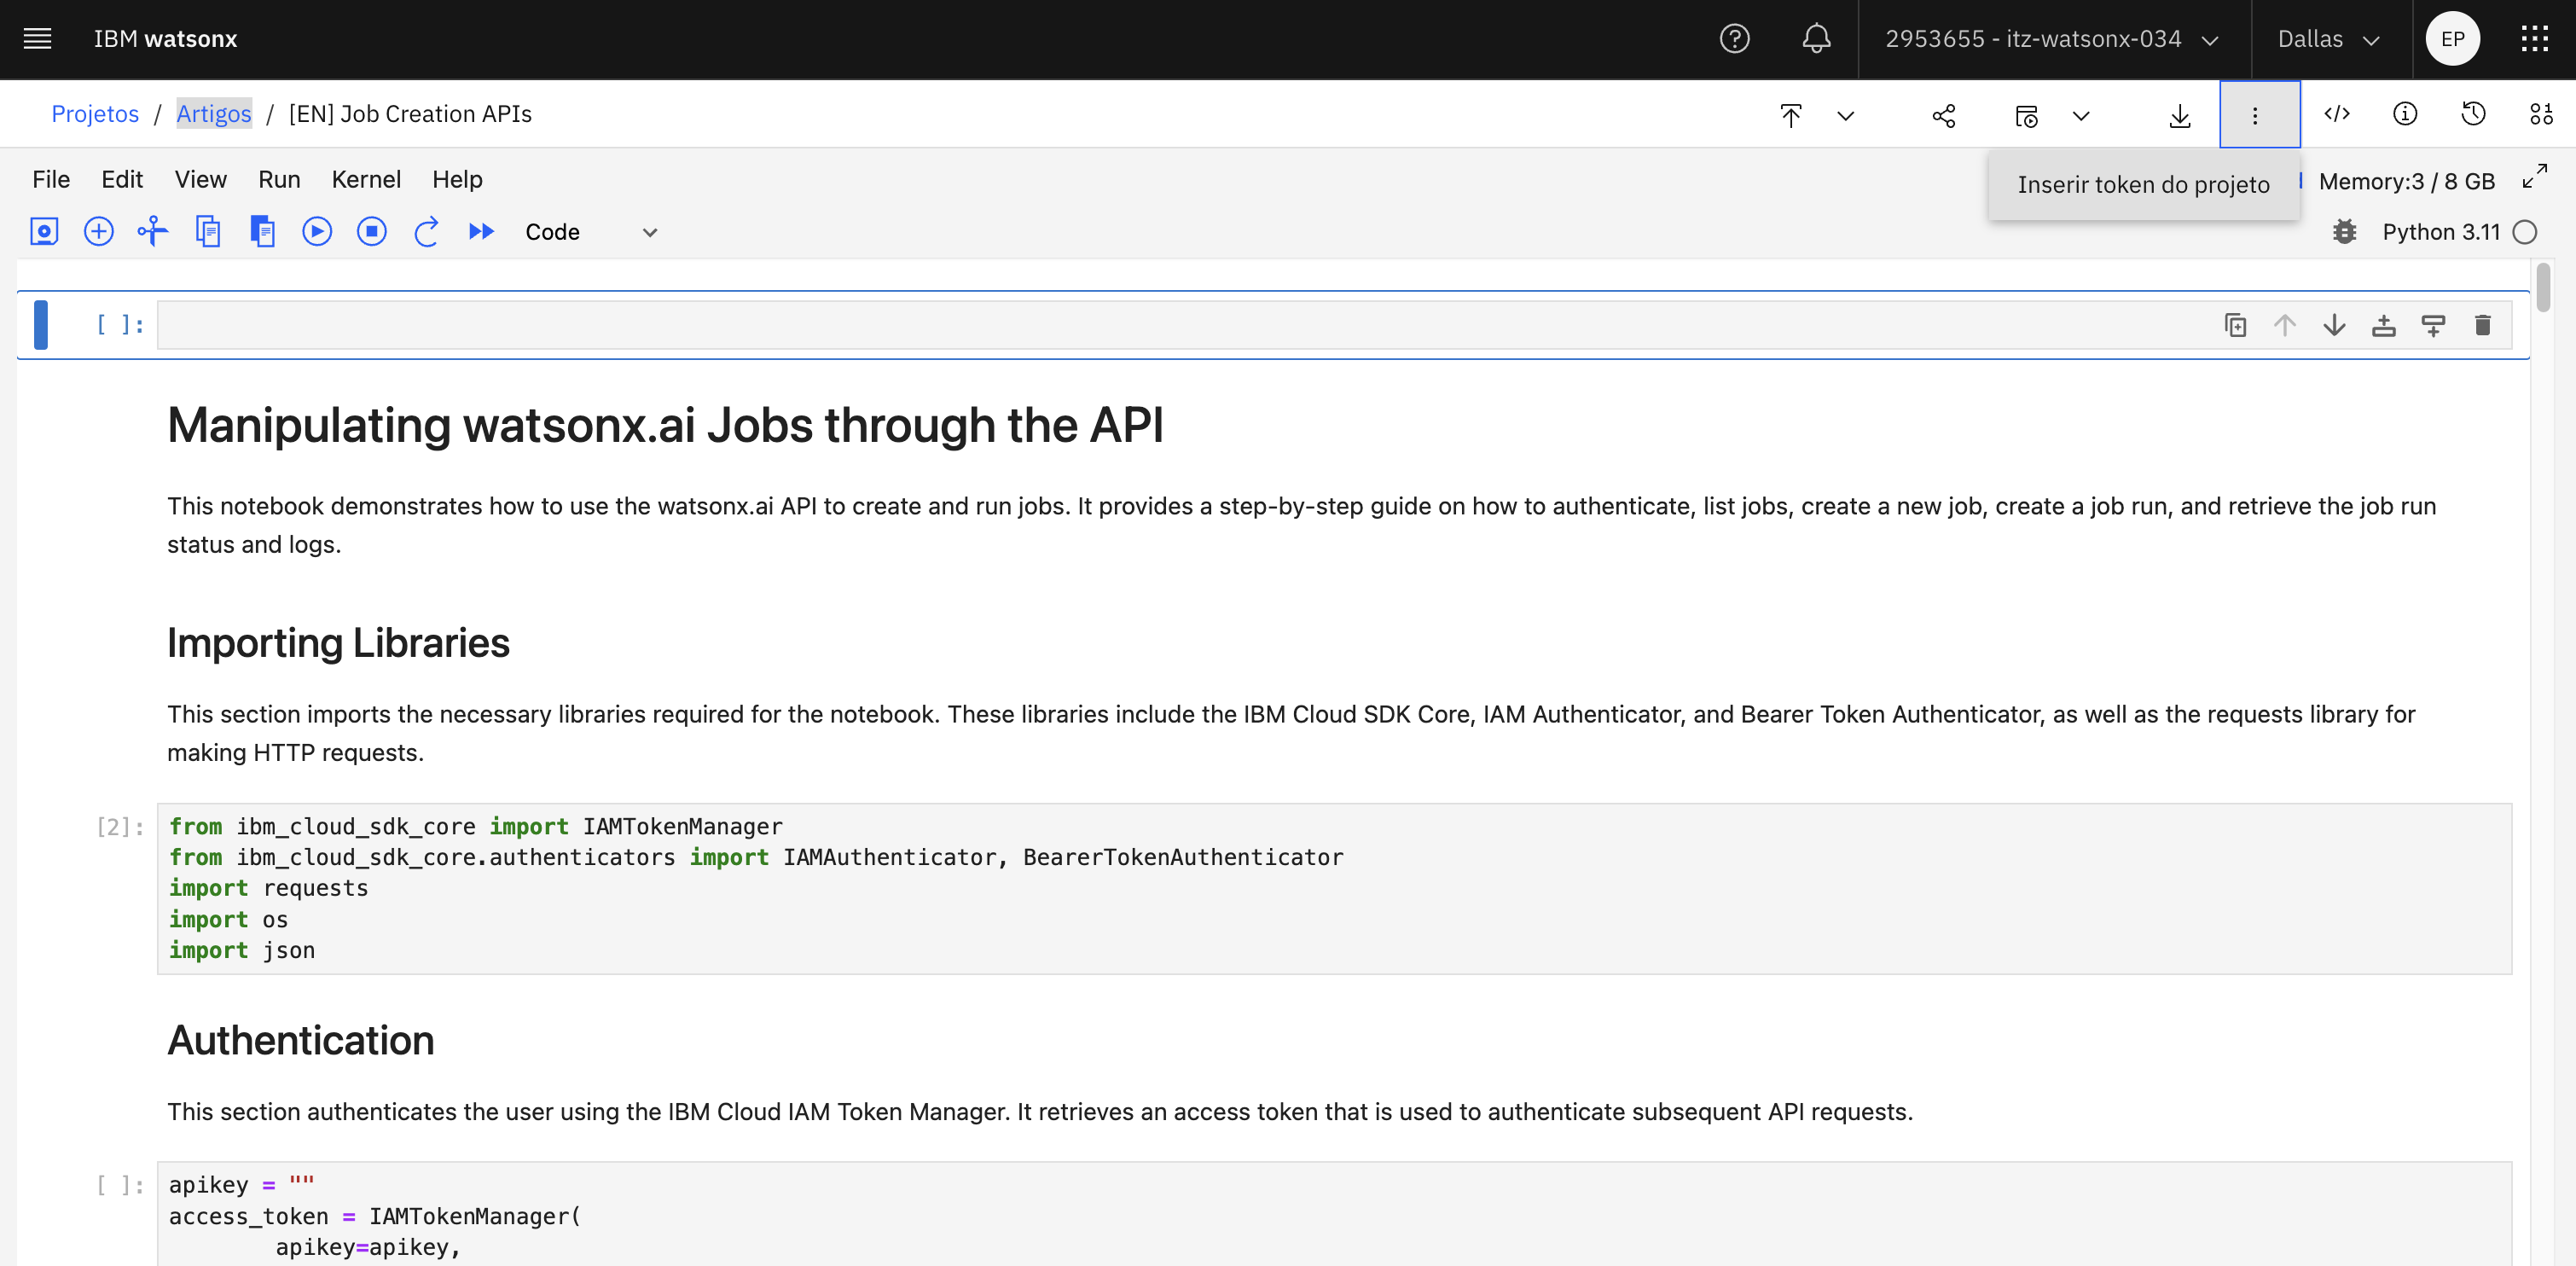 IBM watsonx
2953655 - itz-watsonx-034
Dallas
EP
Projetos / Artigos / [EN] Job Creation APIs
File Edit View Run Kernel Help
Inserir token do projeto
Memory:3 / 8 GB
Code
Python 3.11
[ ]:
Manipulating watsonx.ai Jobs through the API
This notebook demonstrates how to use the watsonx.ai API to create and run jobs. It provides a step-by-step guide on how to authenticate, list jobs, create a new job, create a job run, and retrieve the job run
status and logs.
Importing Libraries
This section imports the necessary libraries required for the notebook. These libraries include the IBM Cloud SDK Core, IAM Authenticator, and Bearer Token Authenticator, as well as the requests library for
making HTTP requests.
[2]: from ibm_cloud_sdk_core import IAMTokenManager
from ibm_cloud_sdk_core.authenticators import IAMAuthenticator, BearerTokenAuthenticator
import requests
import os
import json
Authentication
This section authenticates the user using the IBM Cloud IAM Token Manager. It retrieves an access token that is used to authenticate subsequent API requests.
[ ]: apikey = ""
access_token = IAMTokenManager(
apikey=apikey,